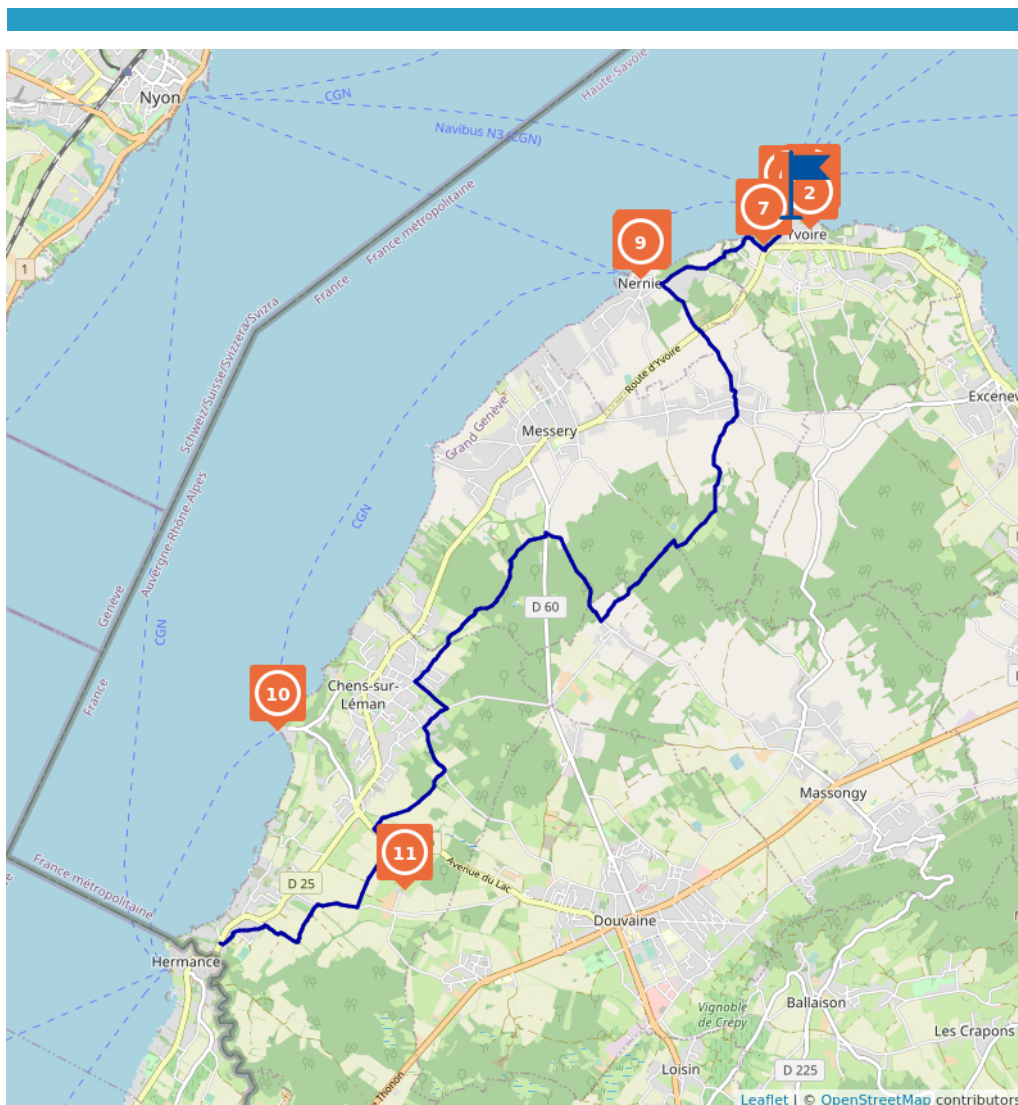 Nyon
CGN
Haute-Savoie
Navibus N3 (CGN)
France métropolitaine
1
2
7
Yvoire
9
France
Nernie
Route d'Yvoire
Schweiz/Suisse/Svizzera/Svizra
Excenev
Grand Genève
Messery
CGN
Auvergne-Rhône-Alpes
Genève
D 60
CGN
France
10
Chens-sur-
Léman
Massongy
11
Avenue du Lac
France métropolitaine
D 25
Douvaine
Hermance
Ballaison
Vignoble
de Crépy
Les Crapons
Loisin
D 225
e Thonon
Leaflet | © OpenStreetMap contributors